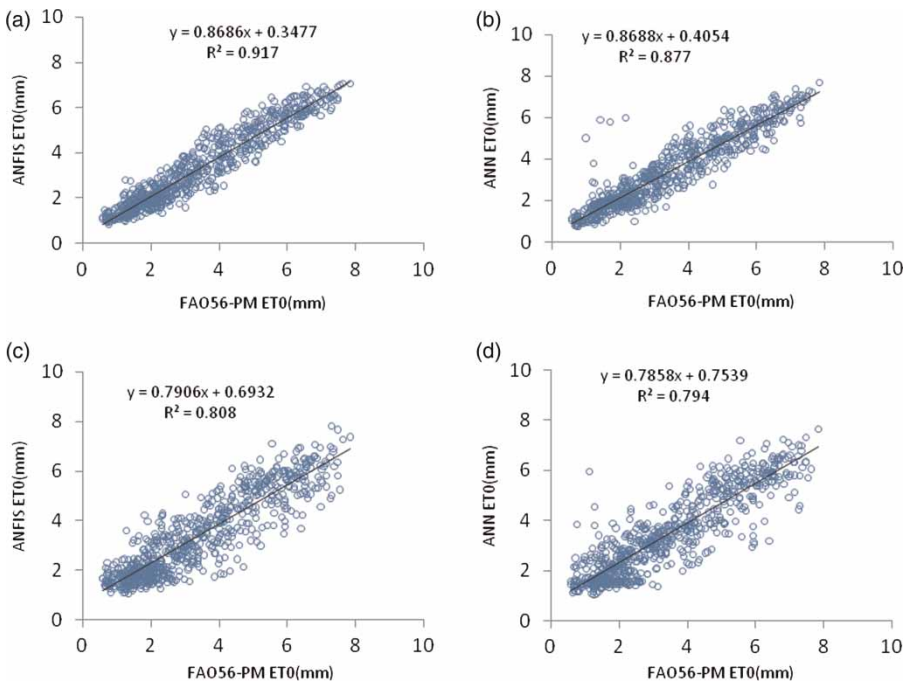 (a)
10
8
6
4
2
0
ANFIS ET0(mm)
y = 0.8686x + 0.3477
R² = 0.917
0 2 4 6 8 10
FAO56-PM ET0(mm)
(b)
10
8
6
4
2
0
ANN ET0(mm)
y = 0.8688x + 0.4054
R² = 0.877
0 2 4 6 8 10
FAO56-PM ET0(mm)
(c)
10
8
6
4
2
0
ANFIS ET0(mm)
y = 0.7906x + 0.6932
R² = 0.808
0 2 4 6 8 10
FAO56-PM ET0(mm)
(d)
10
8
6
4
2
0
ANN ET0(mm)
y = 0.7858x + 0.7539
R² = 0.794
0 2 4 6 8 10
FAO56-PM ET0(mm)